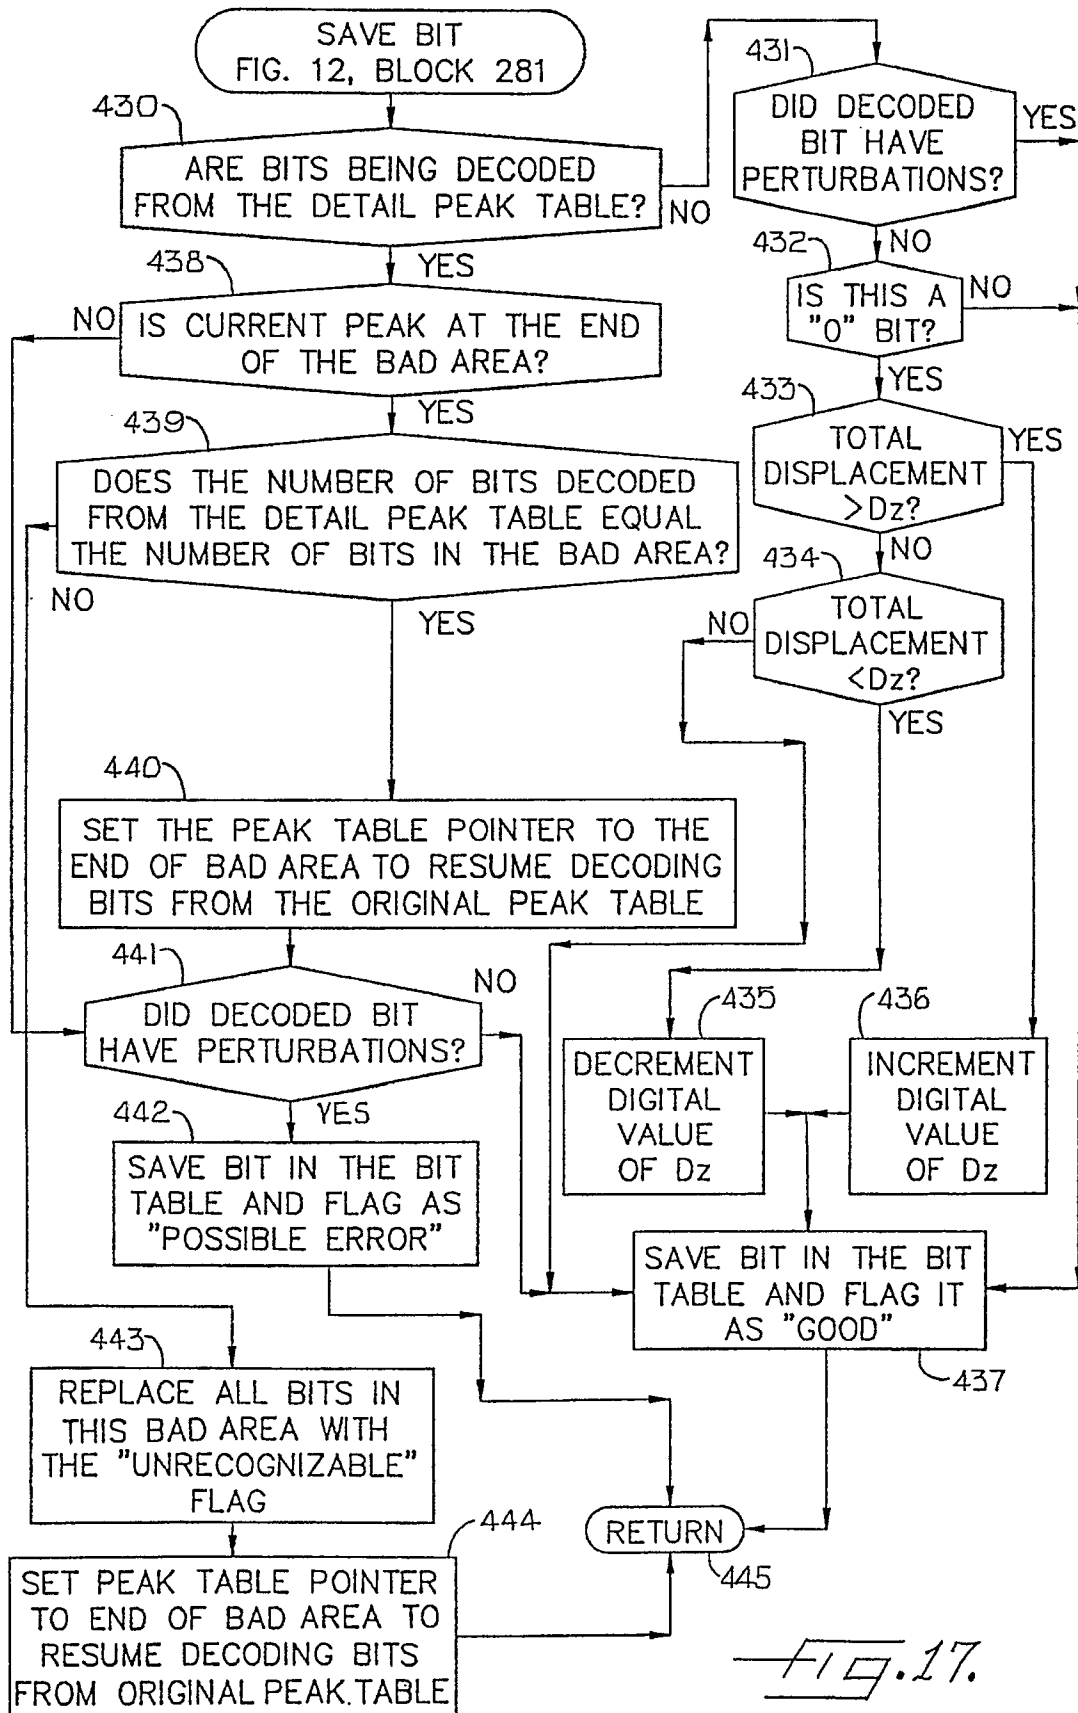 SAVE BIT
FIG. 12, BLOCK 281
430
ARE BITS BEING DECODED
FROM THE DETAIL PEAK TABLE?
NO
YES
431
DID DECODED
BIT HAVE
PERTURBATIONS?
YES
NO
432
IS THIS A
"0" BIT?
NO
YES
433
TOTAL
DISPLACEMENT
>Dz?
YES
NO
434
TOTAL
DISPLACEMENT
<Dz?
NO
YES
438
NO
IS CURRENT PEAK AT THE END
OF THE BAD AREA?
YES
439
DOES THE NUMBER OF BITS DECODED
FROM THE DETAIL PEAK TABLE EQUAL
THE NUMBER OF BITS IN THE BAD AREA?
NO
YES
440
SET THE PEAK TABLE POINTER TO THE
END OF BAD AREA TO RESUME DECODING
BITS FROM THE ORIGINAL PEAK TABLE
441
NO
DID DECODED BIT
HAVE PERTURBATIONS?
YES
435
DECREMENT
DIGITAL
VALUE
OF Dz
436
INCREMENT
DIGITAL
VALUE
OF Dz
442
SAVE BIT IN THE BIT
TABLE AND FLAG AS
"POSSIBLE ERROR"
SAVE BIT IN THE BIT
TABLE AND FLAG IT
AS "GOOD"
437
443
REPLACE ALL BITS IN
THIS BAD AREA WITH
THE "UNRECOGNIZABLE"
FLAG
444
SET PEAK TABLE POINTER
TO END OF BAD AREA TO
RESUME DECODING BITS
FROM ORIGINAL PEAK.TABLE
RETURN
445
Fig. 17.